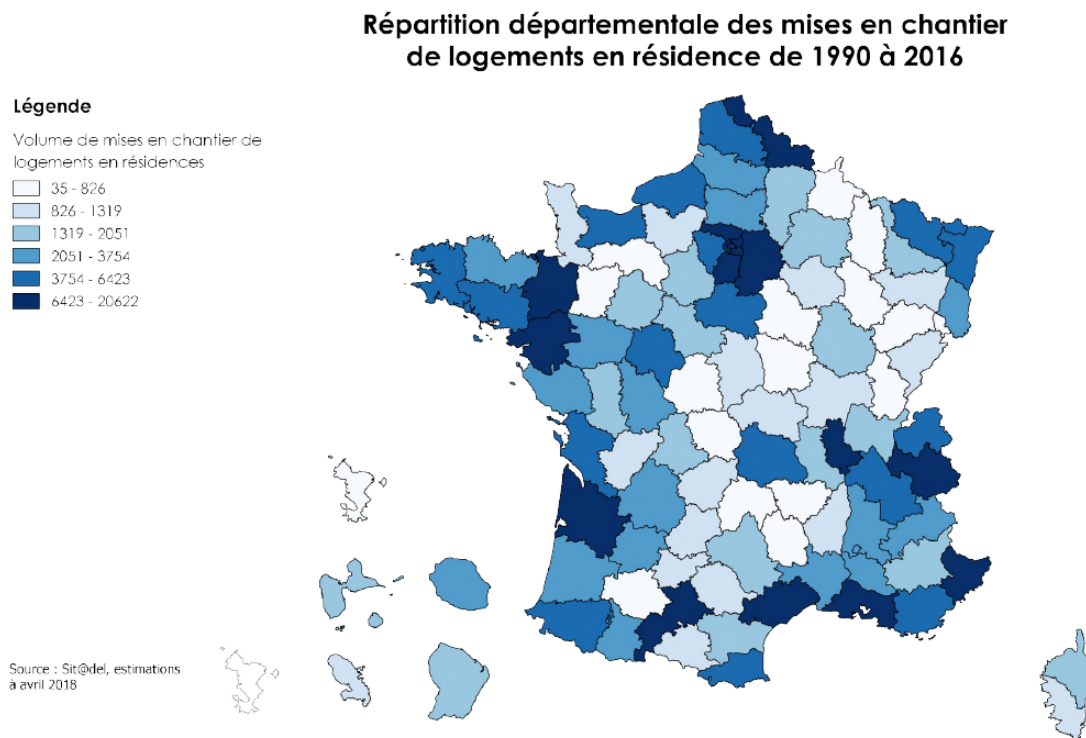 Répartition départementale des mises en chantier
de logements en résidence de 1990 à 2016
Légende
Volume de mises en chantier de
logements en résidences
35 - 826
826 - 1319
1319 - 2051
2051 - 3754
3754 - 6423
6423 - 20622
Source : Sit@del, estimations
à avril 2018